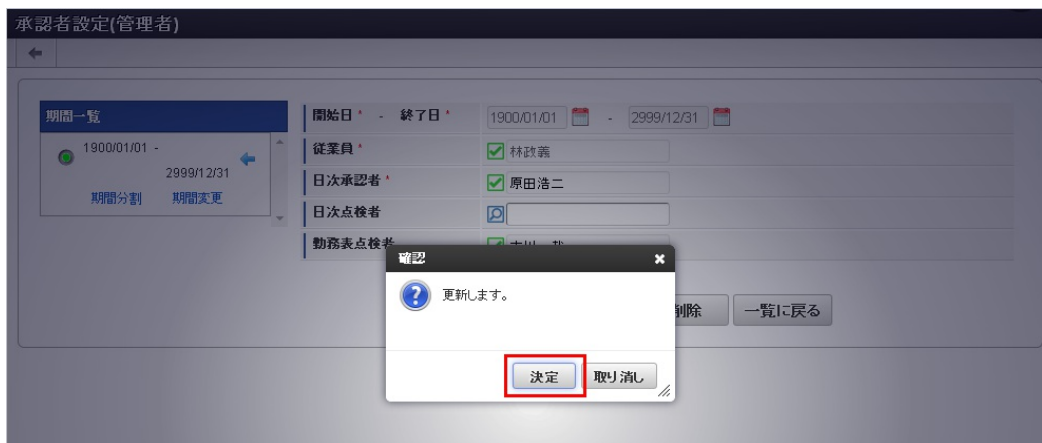 承認者設定(管理者)
期間一覧
1900/01/01 -
2999/12/31
期間分割 期間変更
開始日* - 終了日* 1900/01/01 - 2999/12/31
従業員* 林政義
日次承認者* 原田浩二
日次点検者
勤務表点検者
確認
更新します。
決定 取り消し
削除 一覧に戻る